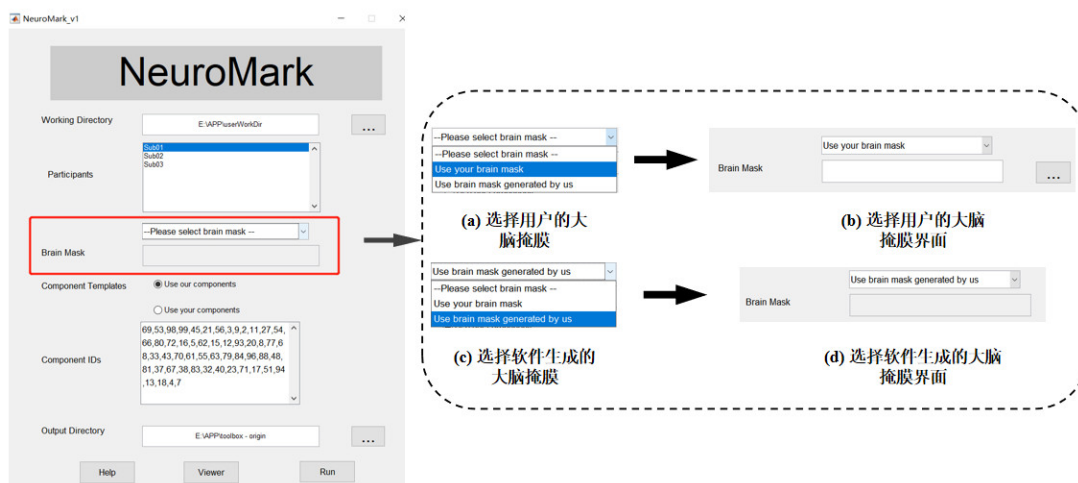 NeuroMark_v1
NeuroMark
Working Directory
E:\APP\userWorkDir
...
Participants
Sub01
Sub02
Sub03
--Please select brain mask --
Brain Mask
Component Templates
Use our components
Use your components
Component IDs
69,53,98,99,45,21,56,3,9,2,11,27,54,
66,80,72,16,5,62,15,12,93,20,8,77,6
8,33,43,70,61,55,63,79,84,96,88,48,
81,37,67,38,83,32,40,23,71,17,51,94
,13,18,4,7
Output Directory
E:\APP\toolbox - origin
...
Help
Viewer
Run
--Please select brain mask --
--Please select brain mask --
Use your brain mask
Use brain mask generated by us
(a) 选择用户的大
脑掩膜
Use your brain mask
Brain Mask
...
(b) 选择用户的大脑
掩膜界面
Use brain mask generated by us
--Please select brain mask --
Use your brain mask
Use brain mask generated by us
(c) 选择软件生成的
大脑掩膜
Use brain mask generated by us
Brain Mask
(d) 选择软件生成的大脑
掩膜界面